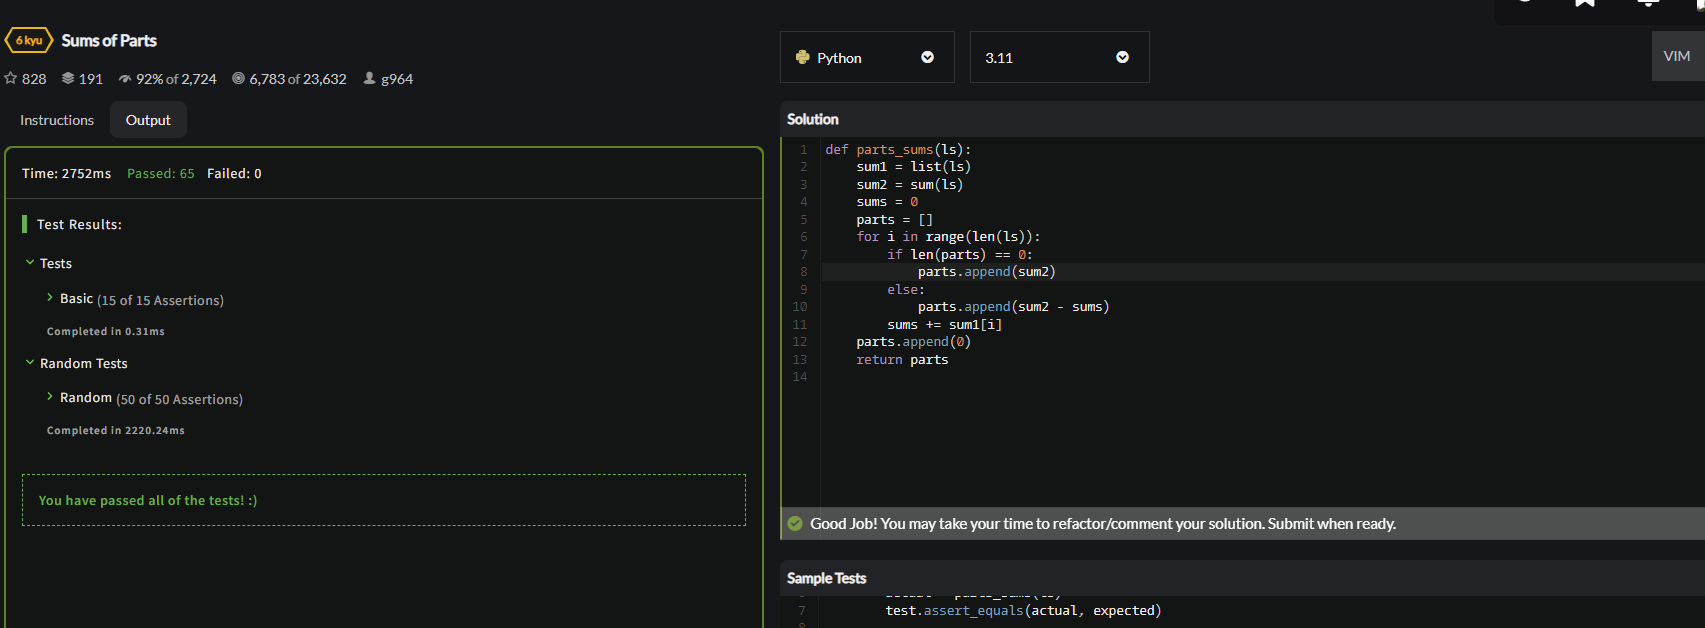 6 kyu Sums of Parts
828 191 92% of 2,724 6,783 of 23,632 g964
Instructions Output
Time: 2752ms Passed: 65 Failed: 0
Test Results:
Tests
Basic (15 of 15 Assertions)
Completed in 0.31ms
Random Tests
Random (50 of 50 Assertions)
Completed in 2220.24ms
You have passed all of the tests! :)
Python 3.11 VIM
Solution
1 def parts_sums(ls):
2     sum1 = list(ls)
3     sum2 = sum(ls)
4     sums = 0
5     parts = []
6     for i in range(len(ls)):
7         if len(parts) == 0:
8             parts.append(sum2)
9         else:
10             parts.append(sum2 - sums)
11         sums += sum1[i]
12     parts.append(0)
13     return parts
14
Good Job! You may take your time to refactor/comment your solution. Submit when ready.
Sample Tests
7 test.assert_equals(actual, expected)